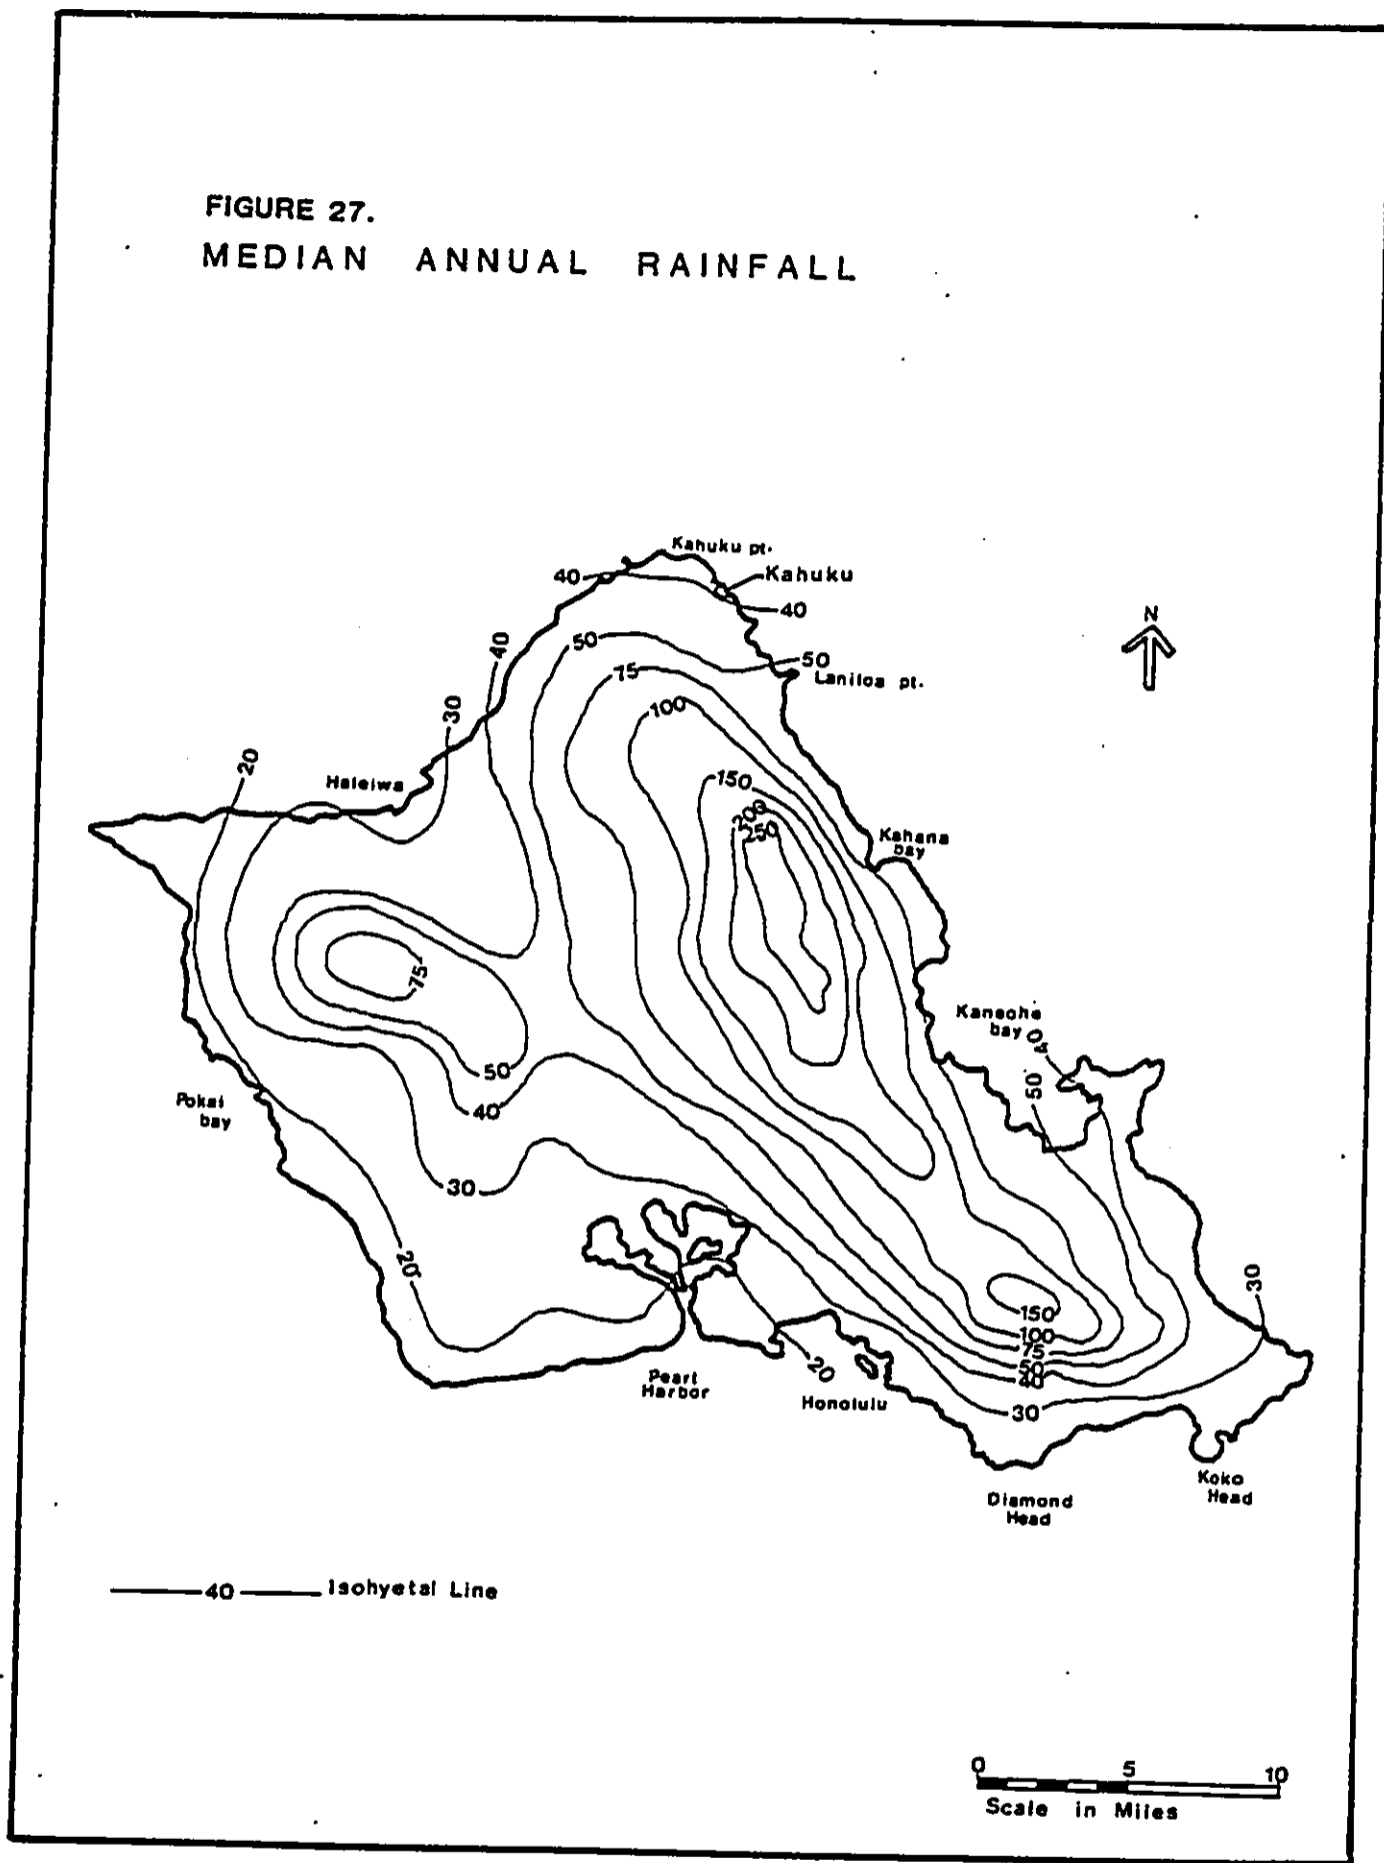 FIGURE 27.
MEDIAN ANNUAL RAINFALL
Kahuku pt.
Kahuku
40
40
N
40
50
50
Laniloa pt.
75
30
100
20
Haleiwa
150
200
250
Kahana
bay
75
Kaneohe
bay
40
50
50
Pokai
bay
40
30
20
30
150
100
75
50
40
20
30
Pearl
Harbor
Honolulu
Koko
Head
Diamond
Head
40 Isohyetal Line
0 5 10
Scale in Miles